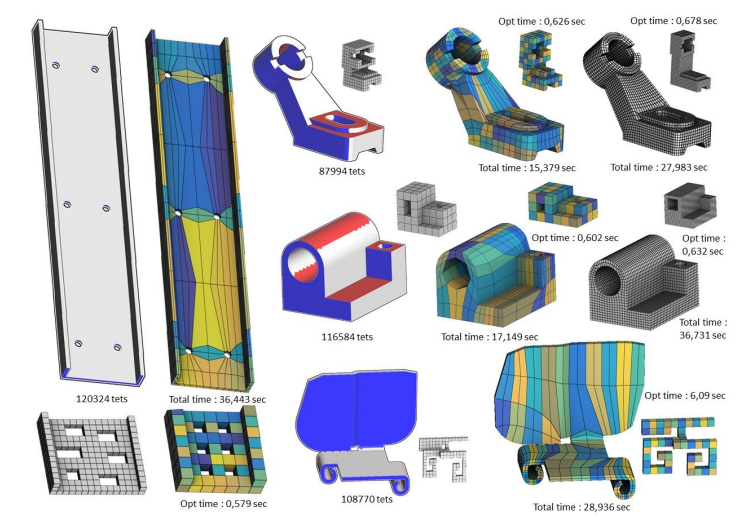 Opt time : 0,626 sec
Opt time : 0,678 sec
87994 tets
Total time : 15,379 sec
Total time : 27,983 sec
Opt time : 0,602 sec
Opt time :
0,632 sec
116584 tets
Total time : 17,149 sec
Total time :
36,731 sec
120324 tets
Total time : 36,443 sec
Opt time : 6,09 sec
Opt time : 0,579 sec
108770 tets
Total time : 28,936 sec